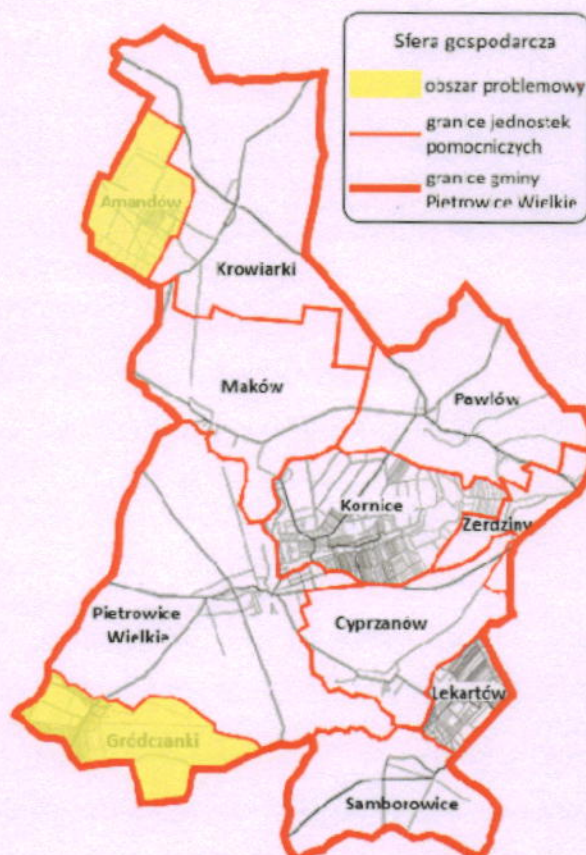 Sfera gospodarcza
obszar problemowy
granice jednostek
pomocniczych
granice gminy
Pietrowice Wielkie
Amandów
Krowiarki
Maków
Pawłów
Kornice
Żerdziny
Pietrowice
Wielkie
Cyprzanów
Lekartów
Gródczanki
Samborowice